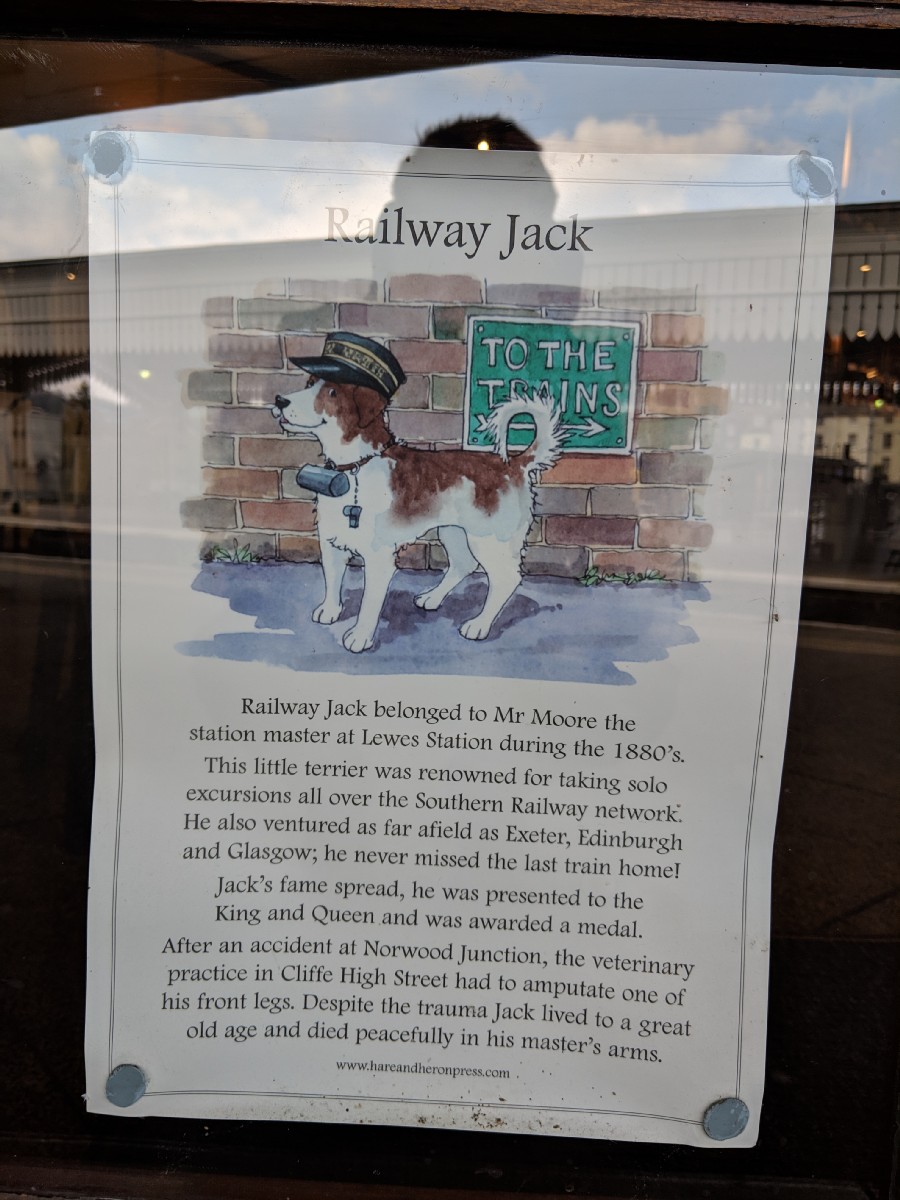 Railway Jack
TO THE
TRAINS
Railway Jack belonged to Mr Moore the
station master at Lewes Station during the 1880's.
This little terrier was renowned for taking solo
excursions all over the Southern Railway network.
He also ventured as far afield as Exeter, Edinburgh
and Glasgow; he never missed the last train home!
Jack's fame spread, he was presented to the
King and Queen and was awarded a medal.
After an accident at Norwood Junction, the veterinary
practice in Cliffe High Street had to amputate one of
his front legs. Despite the trauma Jack lived to a great
old age and died peacefully in his master's arms.
www.hareandheronpress.com